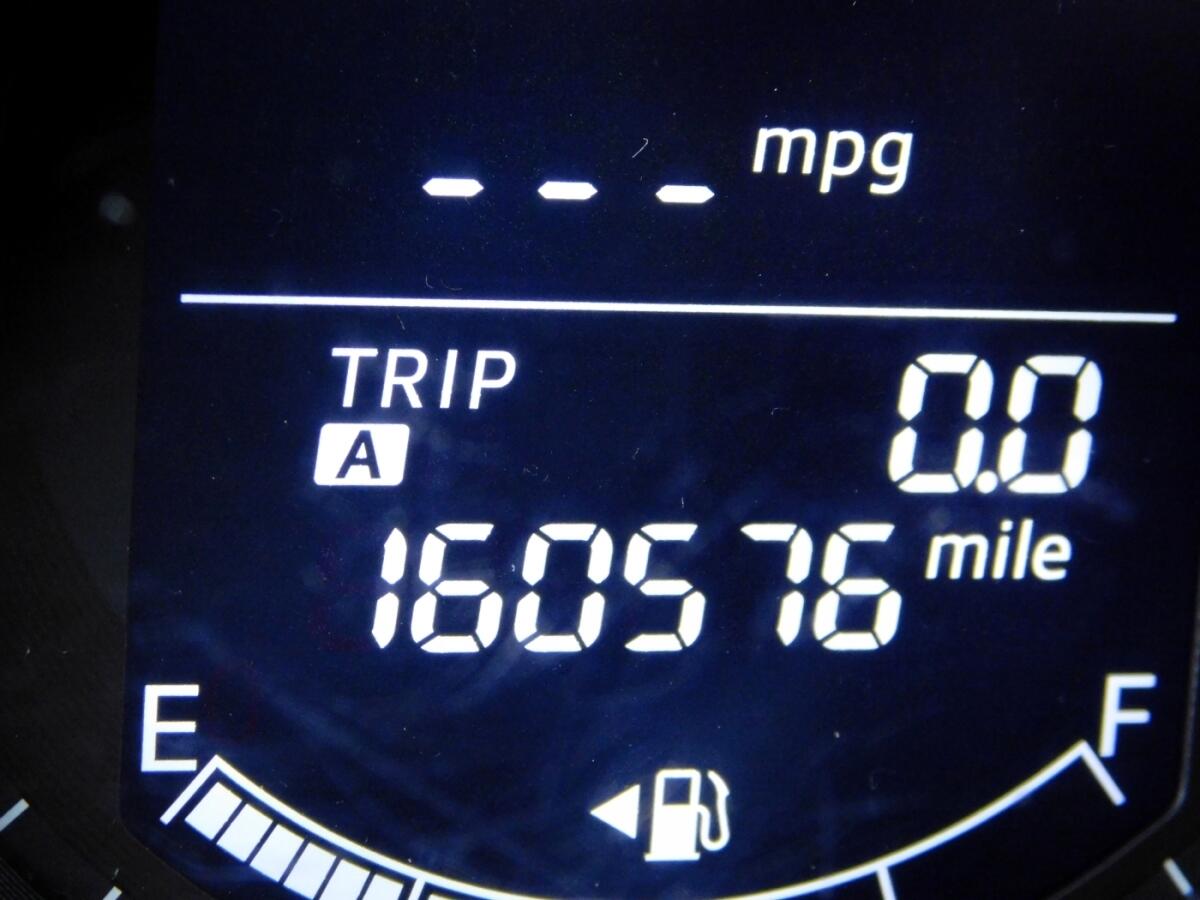 --- mpg
TRIP 0.0
A
160576 mile
E F